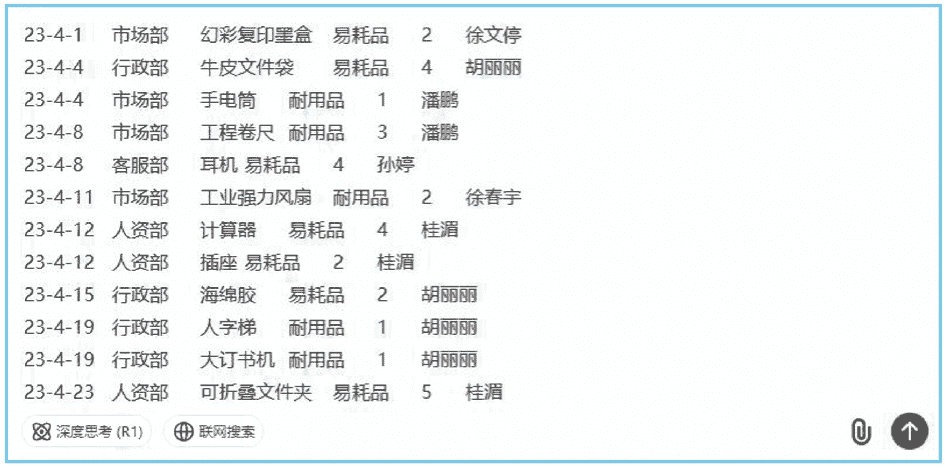 23-4-1 市场部 幻彩复印墨盒 易耗品 2 徐文停
23-4-4 行政部 牛皮文件袋 易耗品 4 胡丽丽
23-4-4 市场部 手电筒 耐用品 1 潘鹏
23-4-8 市场部 工程卷尺 耐用品 3 潘鹏
23-4-8 客服部 耳机 易耗品 4 孙婷
23-4-11 市场部 工业强力风扇 耐用品 2 徐春宇
23-4-12 人资部 计算器 易耗品 4 桂湄
23-4-12 人资部 插座 易耗品 2 桂湄
23-4-15 行政部 海绵胶 易耗品 2 胡丽丽
23-4-19 行政部 人字梯 耐用品 1 胡丽丽
23-4-19 行政部 大订书机 耐用品 1 胡丽丽
23-4-23 人资部 可折叠文件夹 易耗品 5 桂湄
深度思考 (R1) 联网搜索